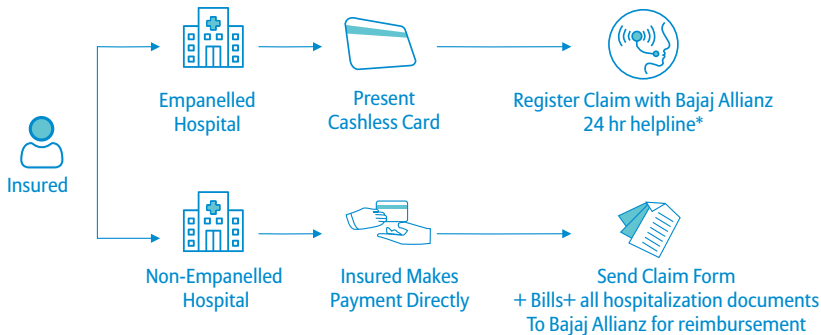 Empanelled
Hospital
Present
Cashless Card
Register Claim with Bajaj Allianz
24 hr helpline*
Insured
Non-Empanelled
Hospital
Insured Makes
Payment Directly
Send Claim Form
+ Bills+ all hospitalization documents
To Bajaj Allianz for reimbursement